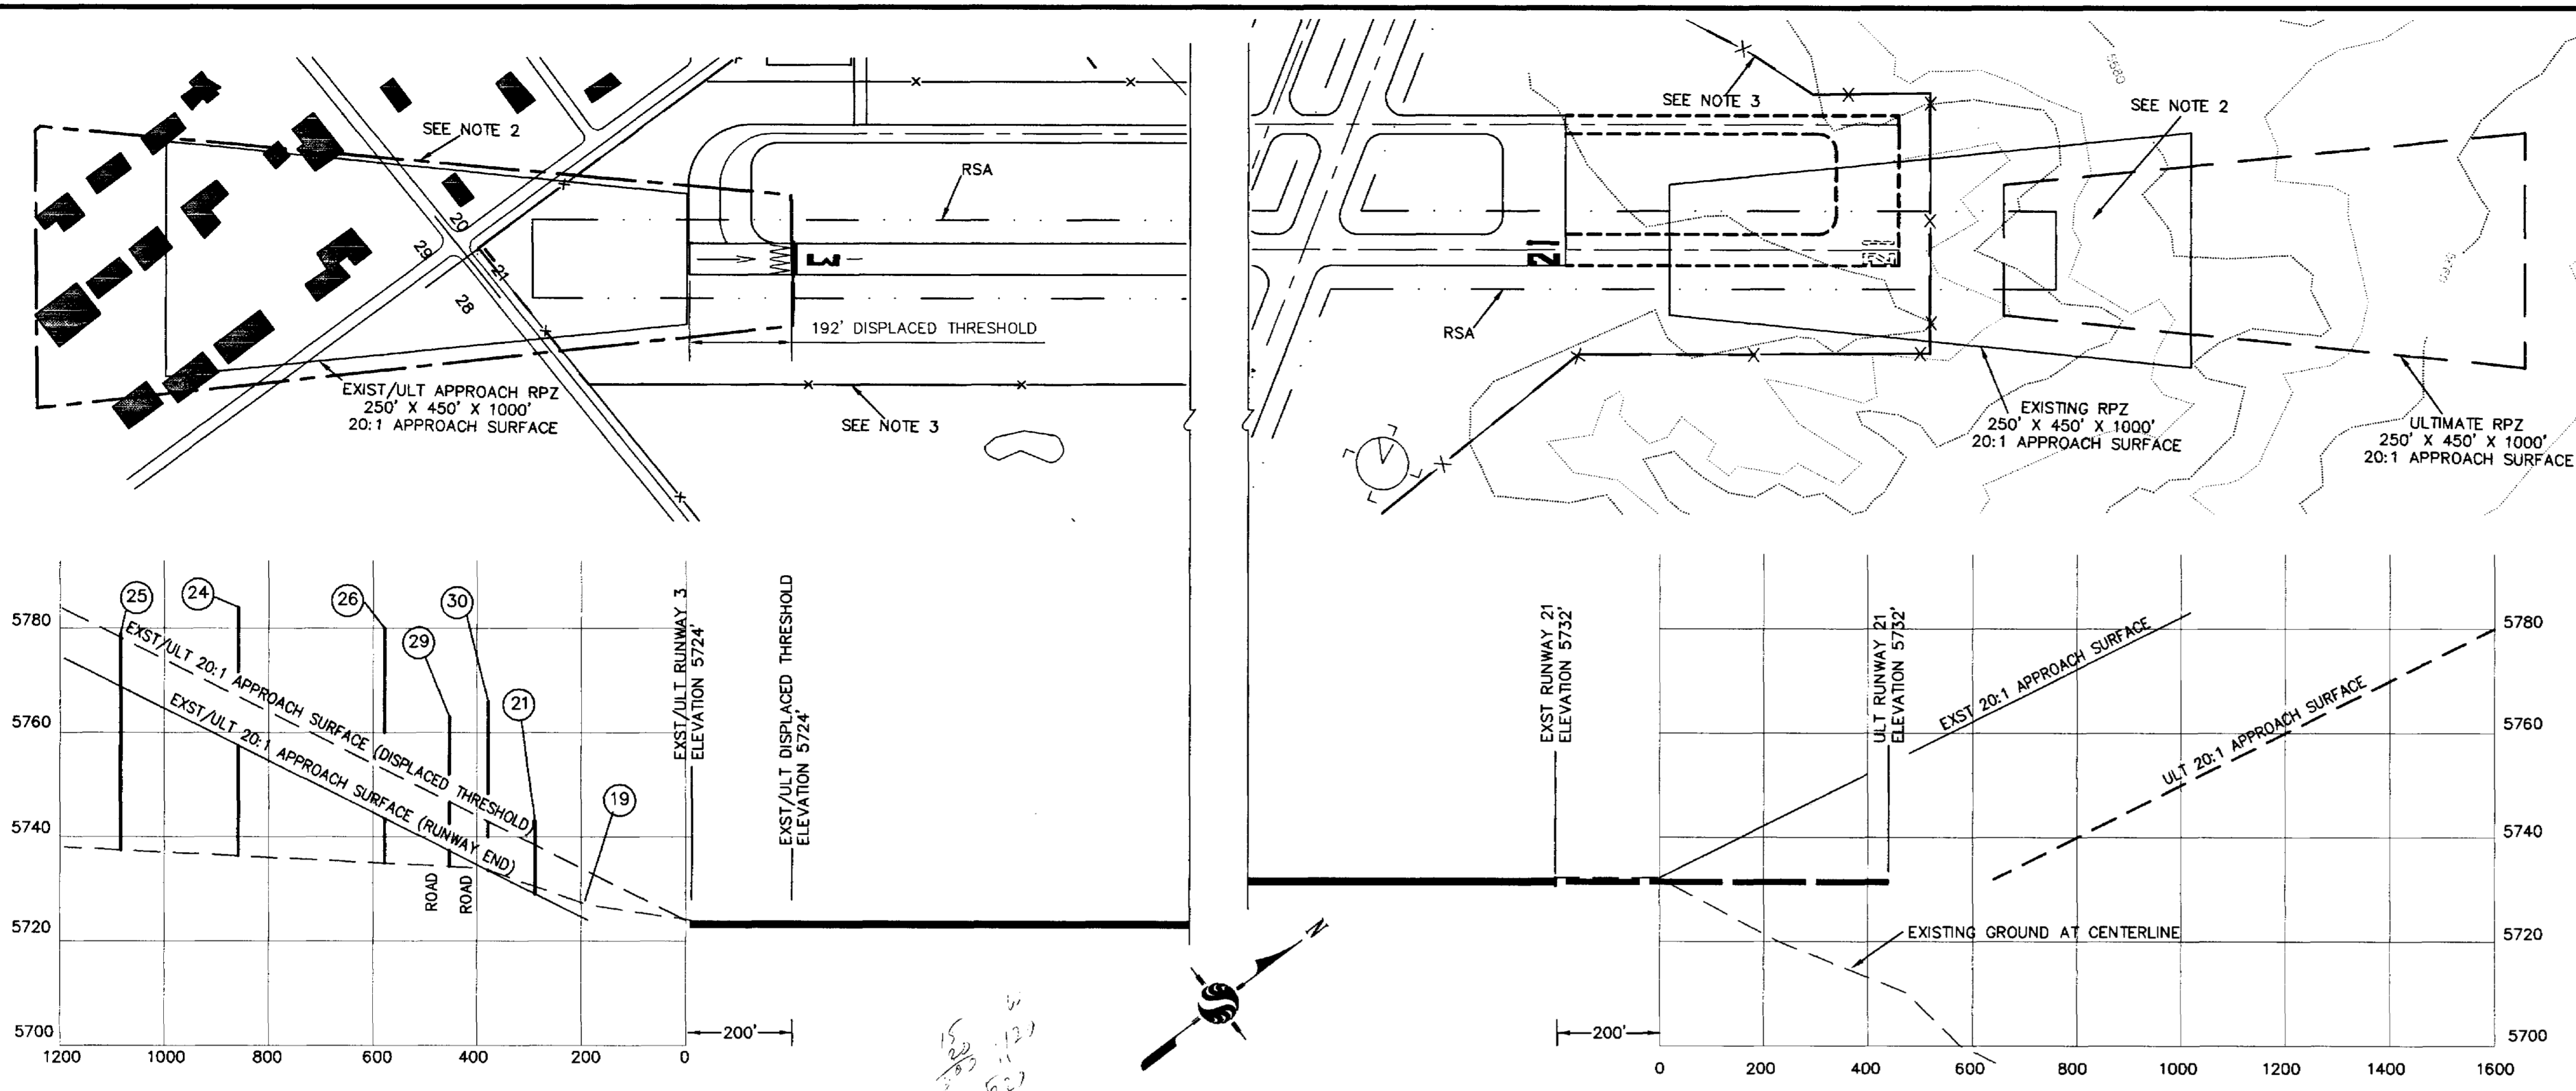 SEE NOTE 2
RSA
20
29
21
28
3
192' DISPLACED THRESHOLD
EXIST/ULT APPROACH RPZ
250' X 450' X 1000'
20:1 APPROACH SURFACE
SEE NOTE 3
SEE NOTE 3
5680
SEE NOTE 2
21
21
RSA
EXISTING RPZ
250' X 450' X 1000'
20:1 APPROACH SURFACE
ULTIMATE RPZ
250' X 450' X 1000'
20:1 APPROACH SURFACE
25
24
26
30
29
21
19
5780
5760
5740
5720
5700
EXST/ULT 20:1 APPROACH SURFACE (DISPLACED THRESHOLD)
EXST/ULT 20:1 APPROACH SURFACE (RUNWAY END)
ROAD
ROAD
EXST/ULT RUNWAY 3
ELEVATION 5724'
EXST/ULT DISPLACED THRESHOLD
ELEVATION 5724'
1200
1000
800
600
400
200
0
200'
N
EXST RUNWAY 21
ELEVATION 5732'
ULT RUNWAY 21
ELEVATION 5732'
EXST 20:1 APPROACH SURFACE
ULT 20:1 APPROACH SURFACE
EXISTING GROUND AT CENTERLINE
5780
5760
5740
5720
5700
200'
0
200
400
600
800
1000
1200
1400
1600